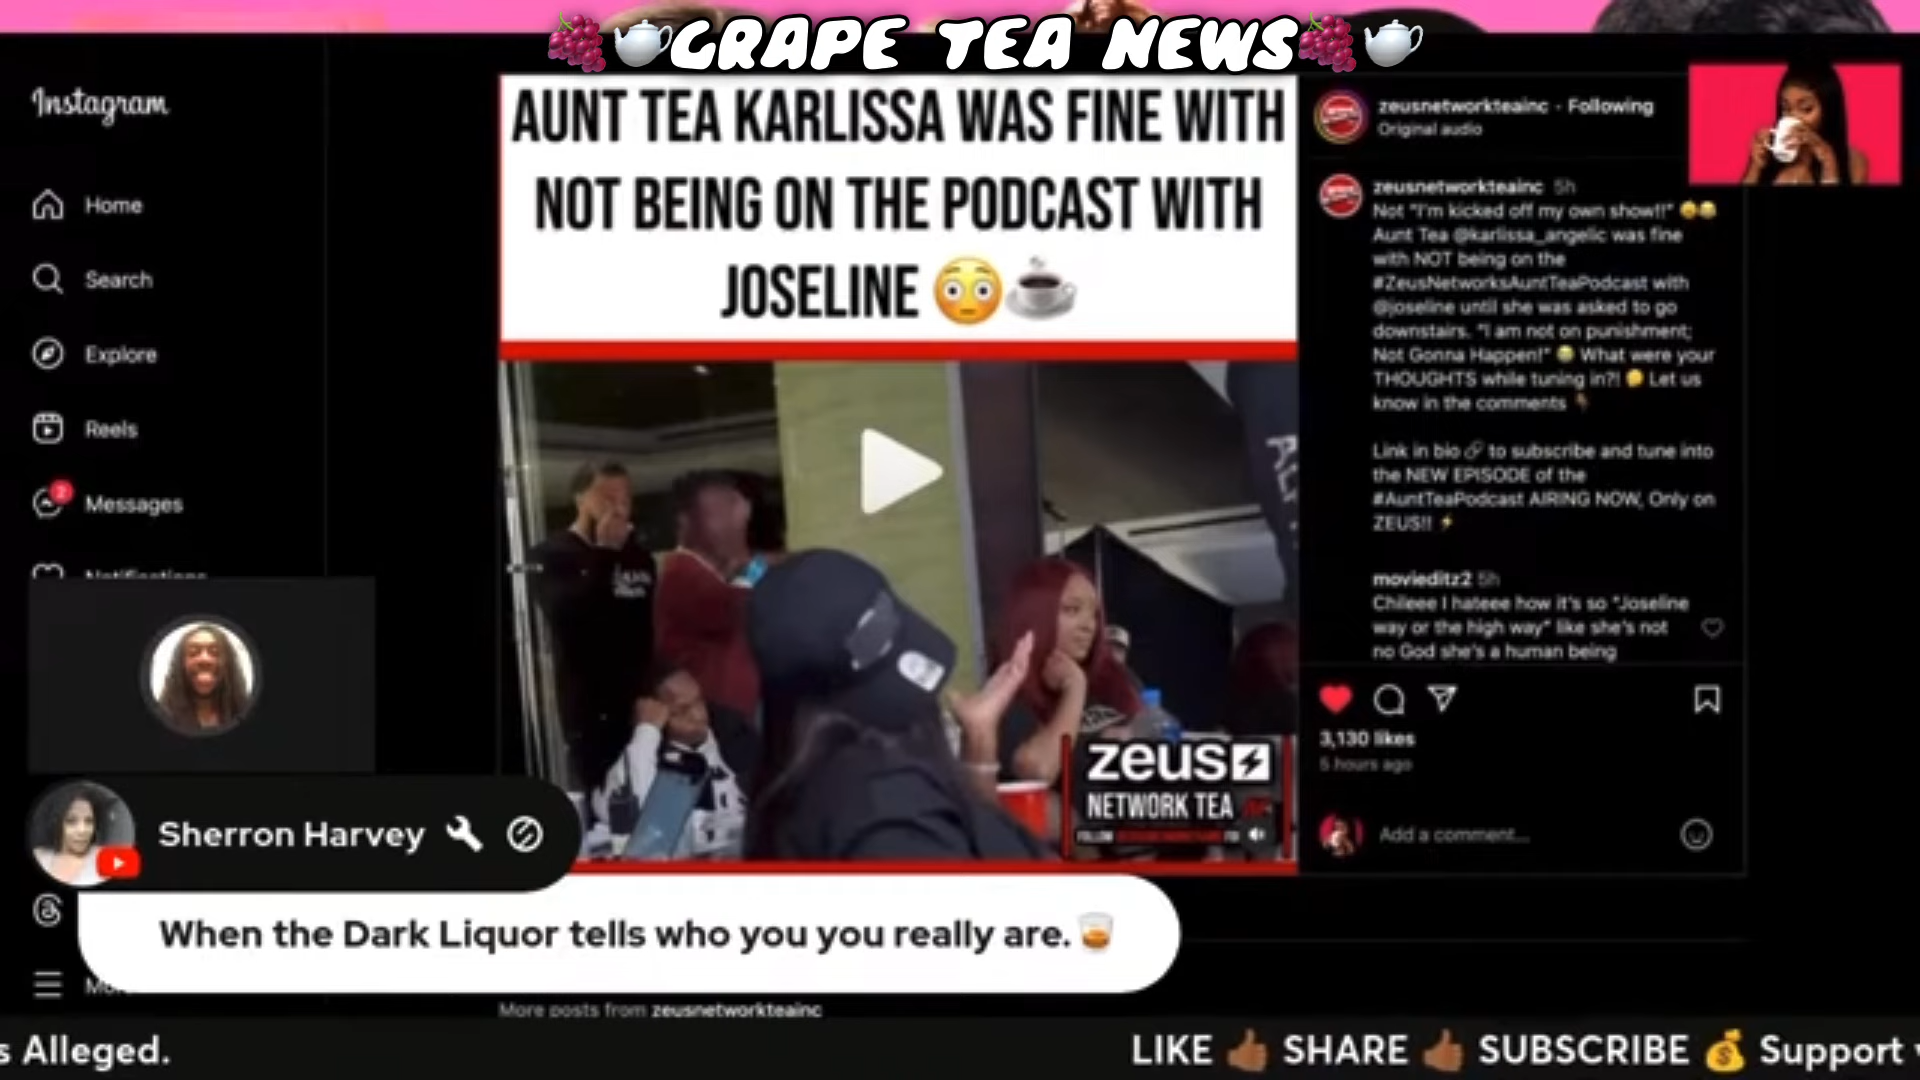 GRAPE TEA NEWS
Instagram
Home
Search
Explore
Reels
Messages
2
Notifications
AUNT TEA KARLISSA WAS FINE WITH
NOT BEING ON THE PODCAST WITH
JOSELINE 😳☕
zeus
NETWORK TEA
zeusnetworkteainc · Following
Original audio
zeusnetworkteainc 5h
Not "I'm kicked off my own show!!"
Aunt Tea @karlissa_angelic was fine
with NOT being on the
#ZeusNetworksAuntTeaPodcast with
@joseline until she was asked to go
downstairs. "I am not on punishment;
Not Gonna Happen!" 😂 What were your
THOUGHTS while tuning in?! 🤔 Let us
know in the comments 👇🏾
Link in bio 🔗 to subscribe and tune into
the NEW EPISODE of the
#AuntTeaPodcast AIRING NOW, Only on
ZEUS!! ⚡
movieditz2 5h
Chileee I hateee how it's so "Joseline
way or the high way" like she's not
no God she's a human being
3,130 likes
5 hours ago
Add a comment...
Sherron Harvey
When the Dark Liquor tells who you you really are. 🥃
More posts from zeusnetworkteainc
s Alleged.
LIKE 👍🏾 SHARE 👍🏾 SUBSCRIBE 💰 Support